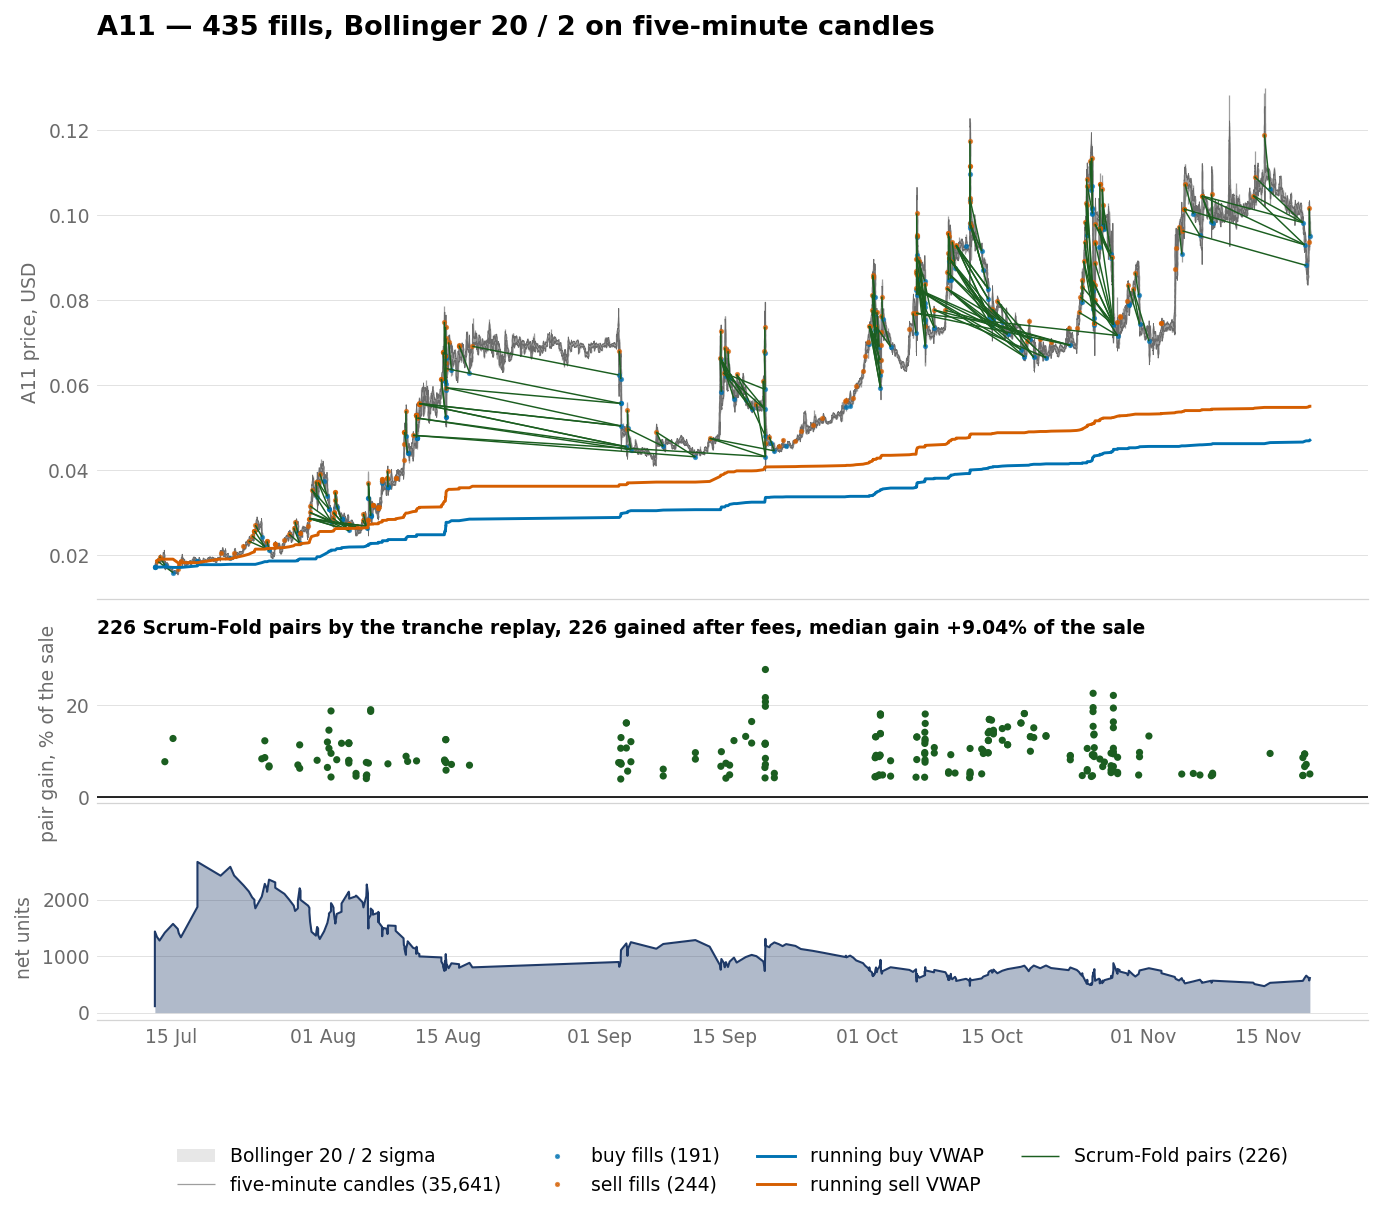 A11 — 435 fills, Bollinger 20 / 2 on five-minute candles
A11 price, USD
0.12
0.10
0.08
0.06
0.04
0.02
226 Scrum-Fold pairs by the tranche replay, 226 gained after fees, median gain +9.04% of the sale
pair gain, % of the sale
20
0
net units
2000
1000
0
15 Jul
01 Aug
15 Aug
01 Sep
15 Sep
01 Oct
15 Oct
01 Nov
15 Nov
Bollinger 20 / 2 sigma
five-minute candles (35,641)
buy fills (191)
sell fills (244)
running buy VWAP
running sell VWAP
Scrum-Fold pairs (226)